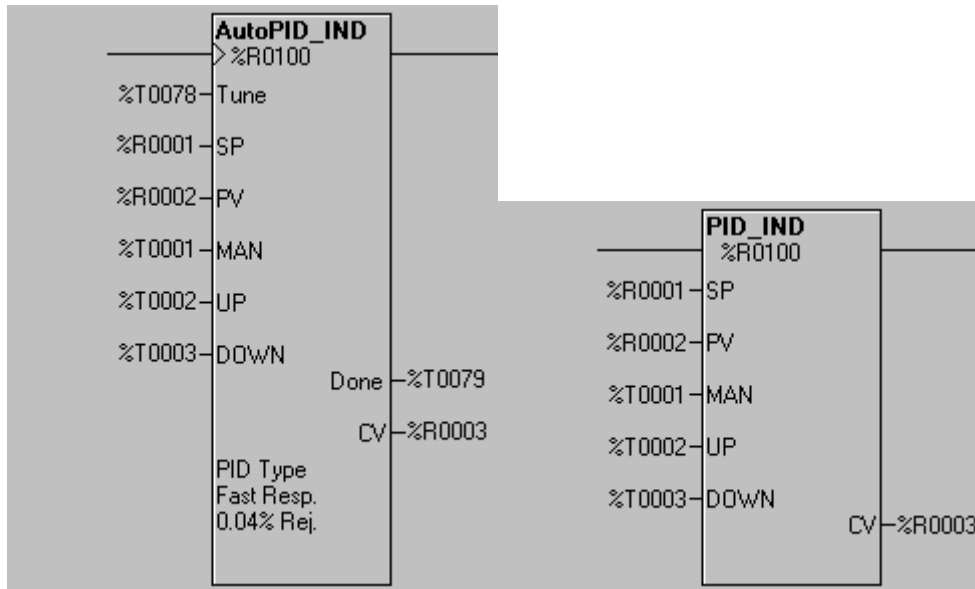 AutoPID_IND
%R0100
%T0078 Tune
%R0001 SP
%R0002 PV
%T0001 MAN
%T0002 UP
%T0003 DOWN
Done %T0079
CV %R0003
PID Type
Fast Resp.
0.04% Rej.
PID_IND
%R0100
%R0001 SP
%R0002 PV
%T0001 MAN
%T0002 UP
%T0003 DOWN
CV %R0003